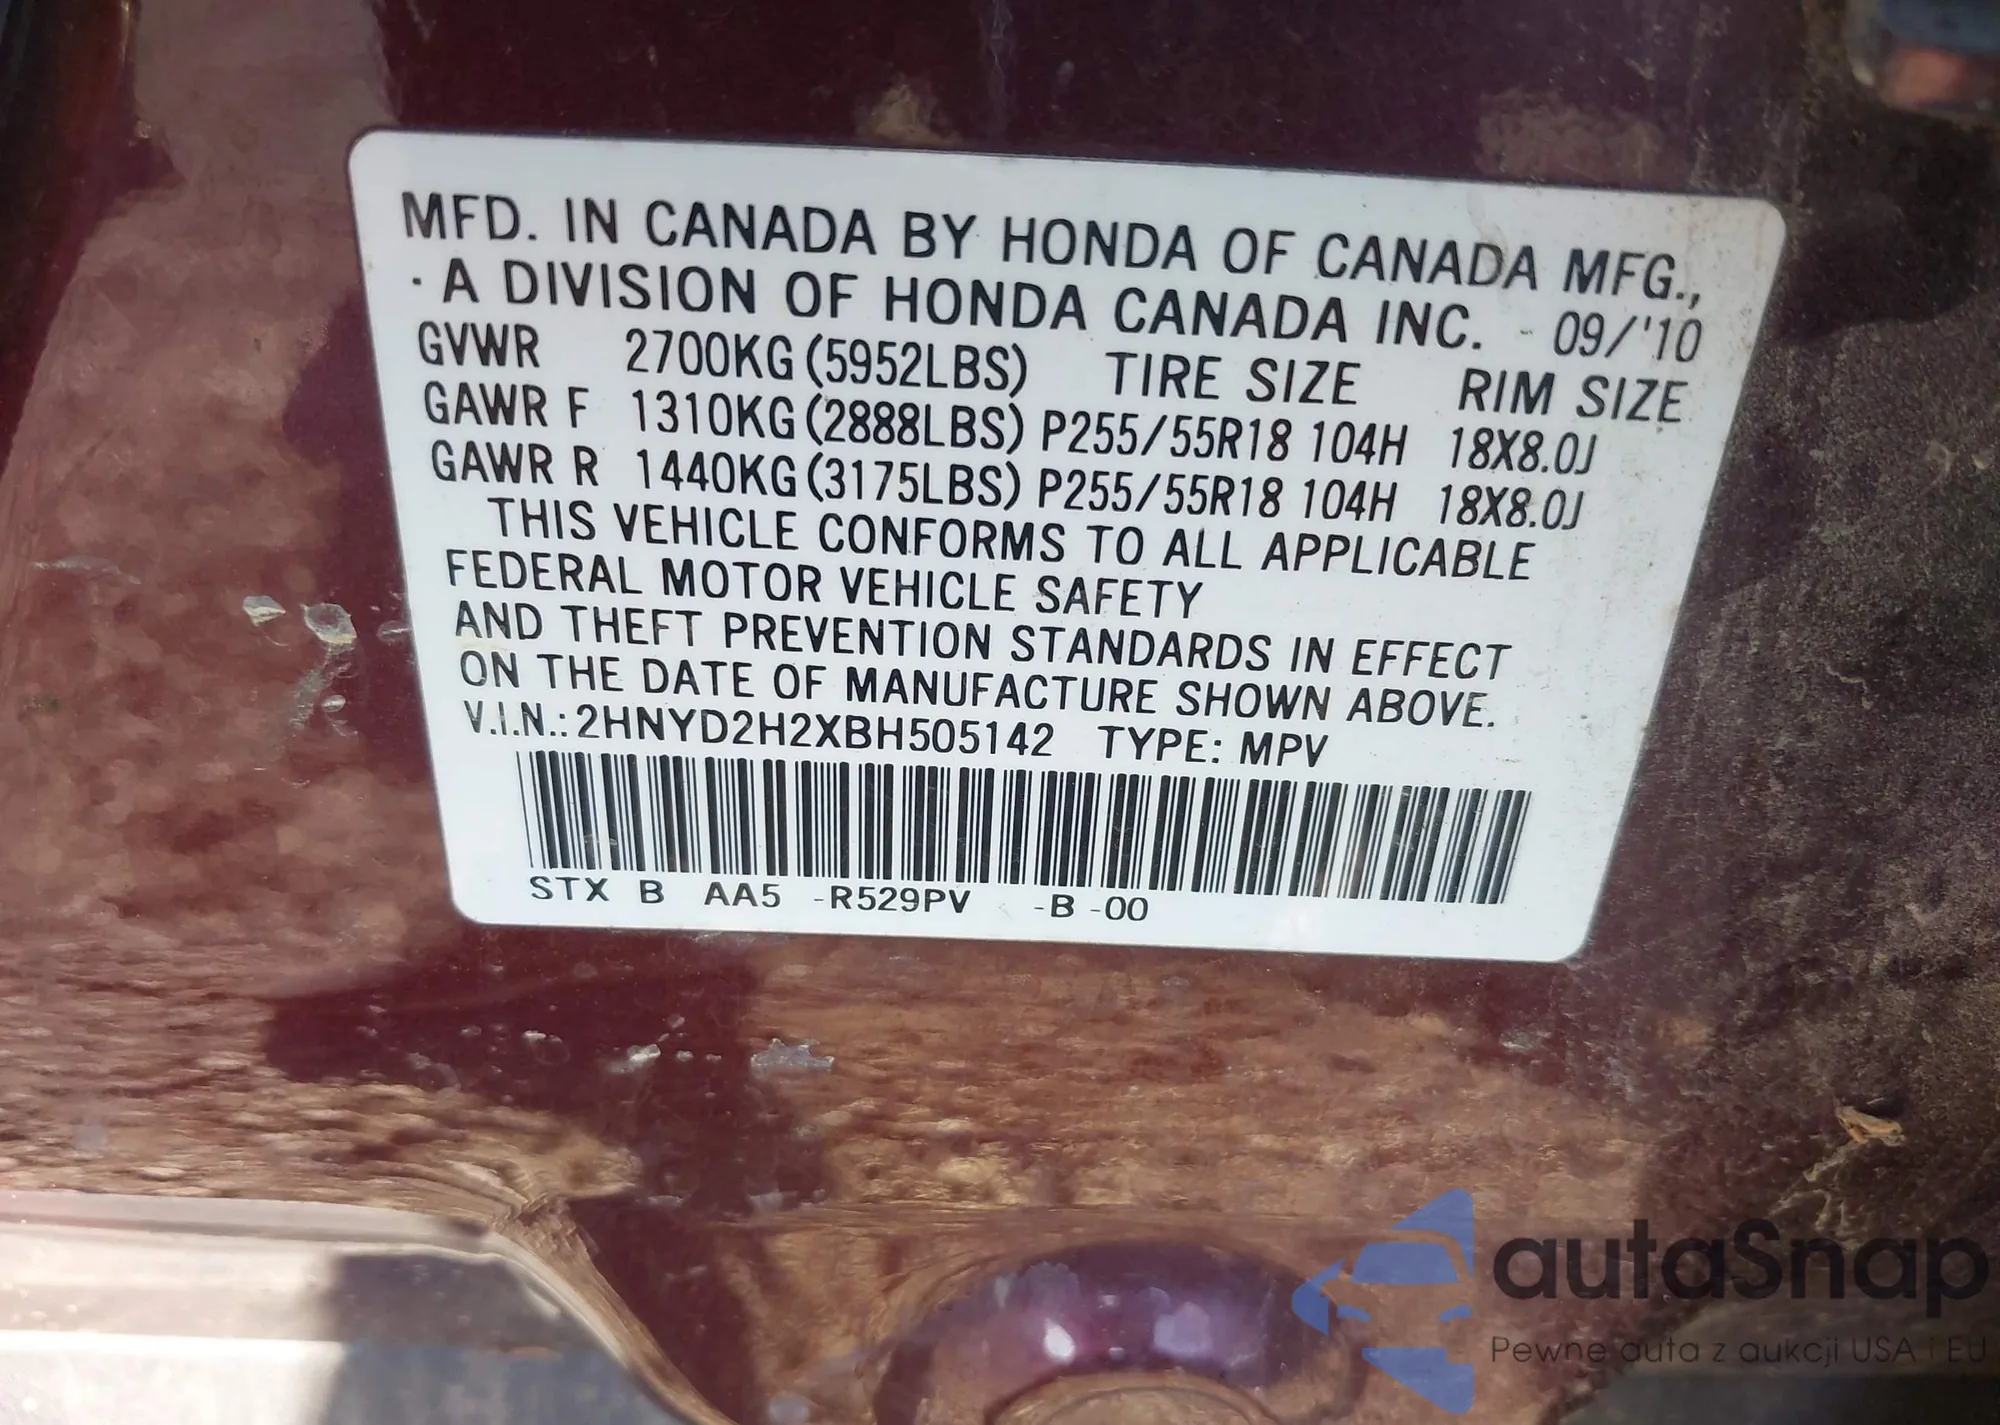 MFD. IN CANADA BY HONDA OF CANADA MFG.,
A DIVISION OF HONDA CANADA INC. 09/'10
GVWR 2700KG (5952LBS) TIRE SIZE RIM SIZE
GAWR F 1310KG (2888LBS) P255/55R18 104H 18X8.0J
GAWR R 1440KG (3175LBS) P255/55R18 104H 18X8.0J
THIS VEHICLE CONFORMS TO ALL APPLICABLE
FEDERAL MOTOR VEHICLE SAFETY
AND THEFT PREVENTION STANDARDS IN EFFECT
ON THE DATE OF MANUFACTURE SHOWN ABOVE.
V.I.N.: 2HNYD2H2XBH505142 TYPE: MPV
STX B AA5 -R529PV -B -00
autaSnap
Pewne auta z aukcji USA i EU